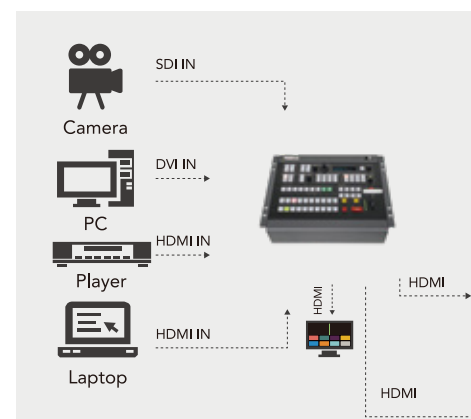 SDI IN
Camera
DVI IN
PC
HDMI IN
Player
HDMI
HDMI
HDMI IN
Laptop
HDMI